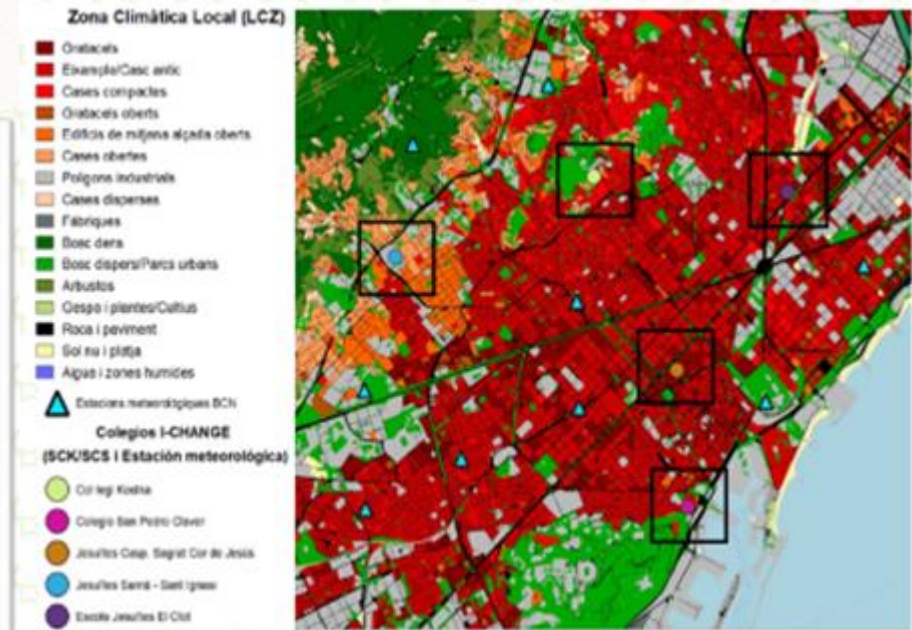 Zona Climàtica Local (LCZ)
Gratacels
Eixample/Casc antic
Cases compactes
Gratacels oberts
Edificis de mitjana alçada oberts
Cases obertes
Polígons industrials
Cases disperses
Fàbriques
Bosc dens
Bosc dispers/Parcs urbans
Arbustos
Gespa i plantes/Cultius
Roca i paviment
Sol nu i platja
Aigua i zones humides
Estacions meteorològiques BCN
Colegios I-CHANGE
(SCK/SCS I Estación meteorológica)
Col·legi Kostka
Colegio San Pedro Claver
Jesuïtes Casp. Sagrat Cor de Jesús
Jesuïtes Sarrià - Sant Ignasi
Escola Jesuïtes El Clot